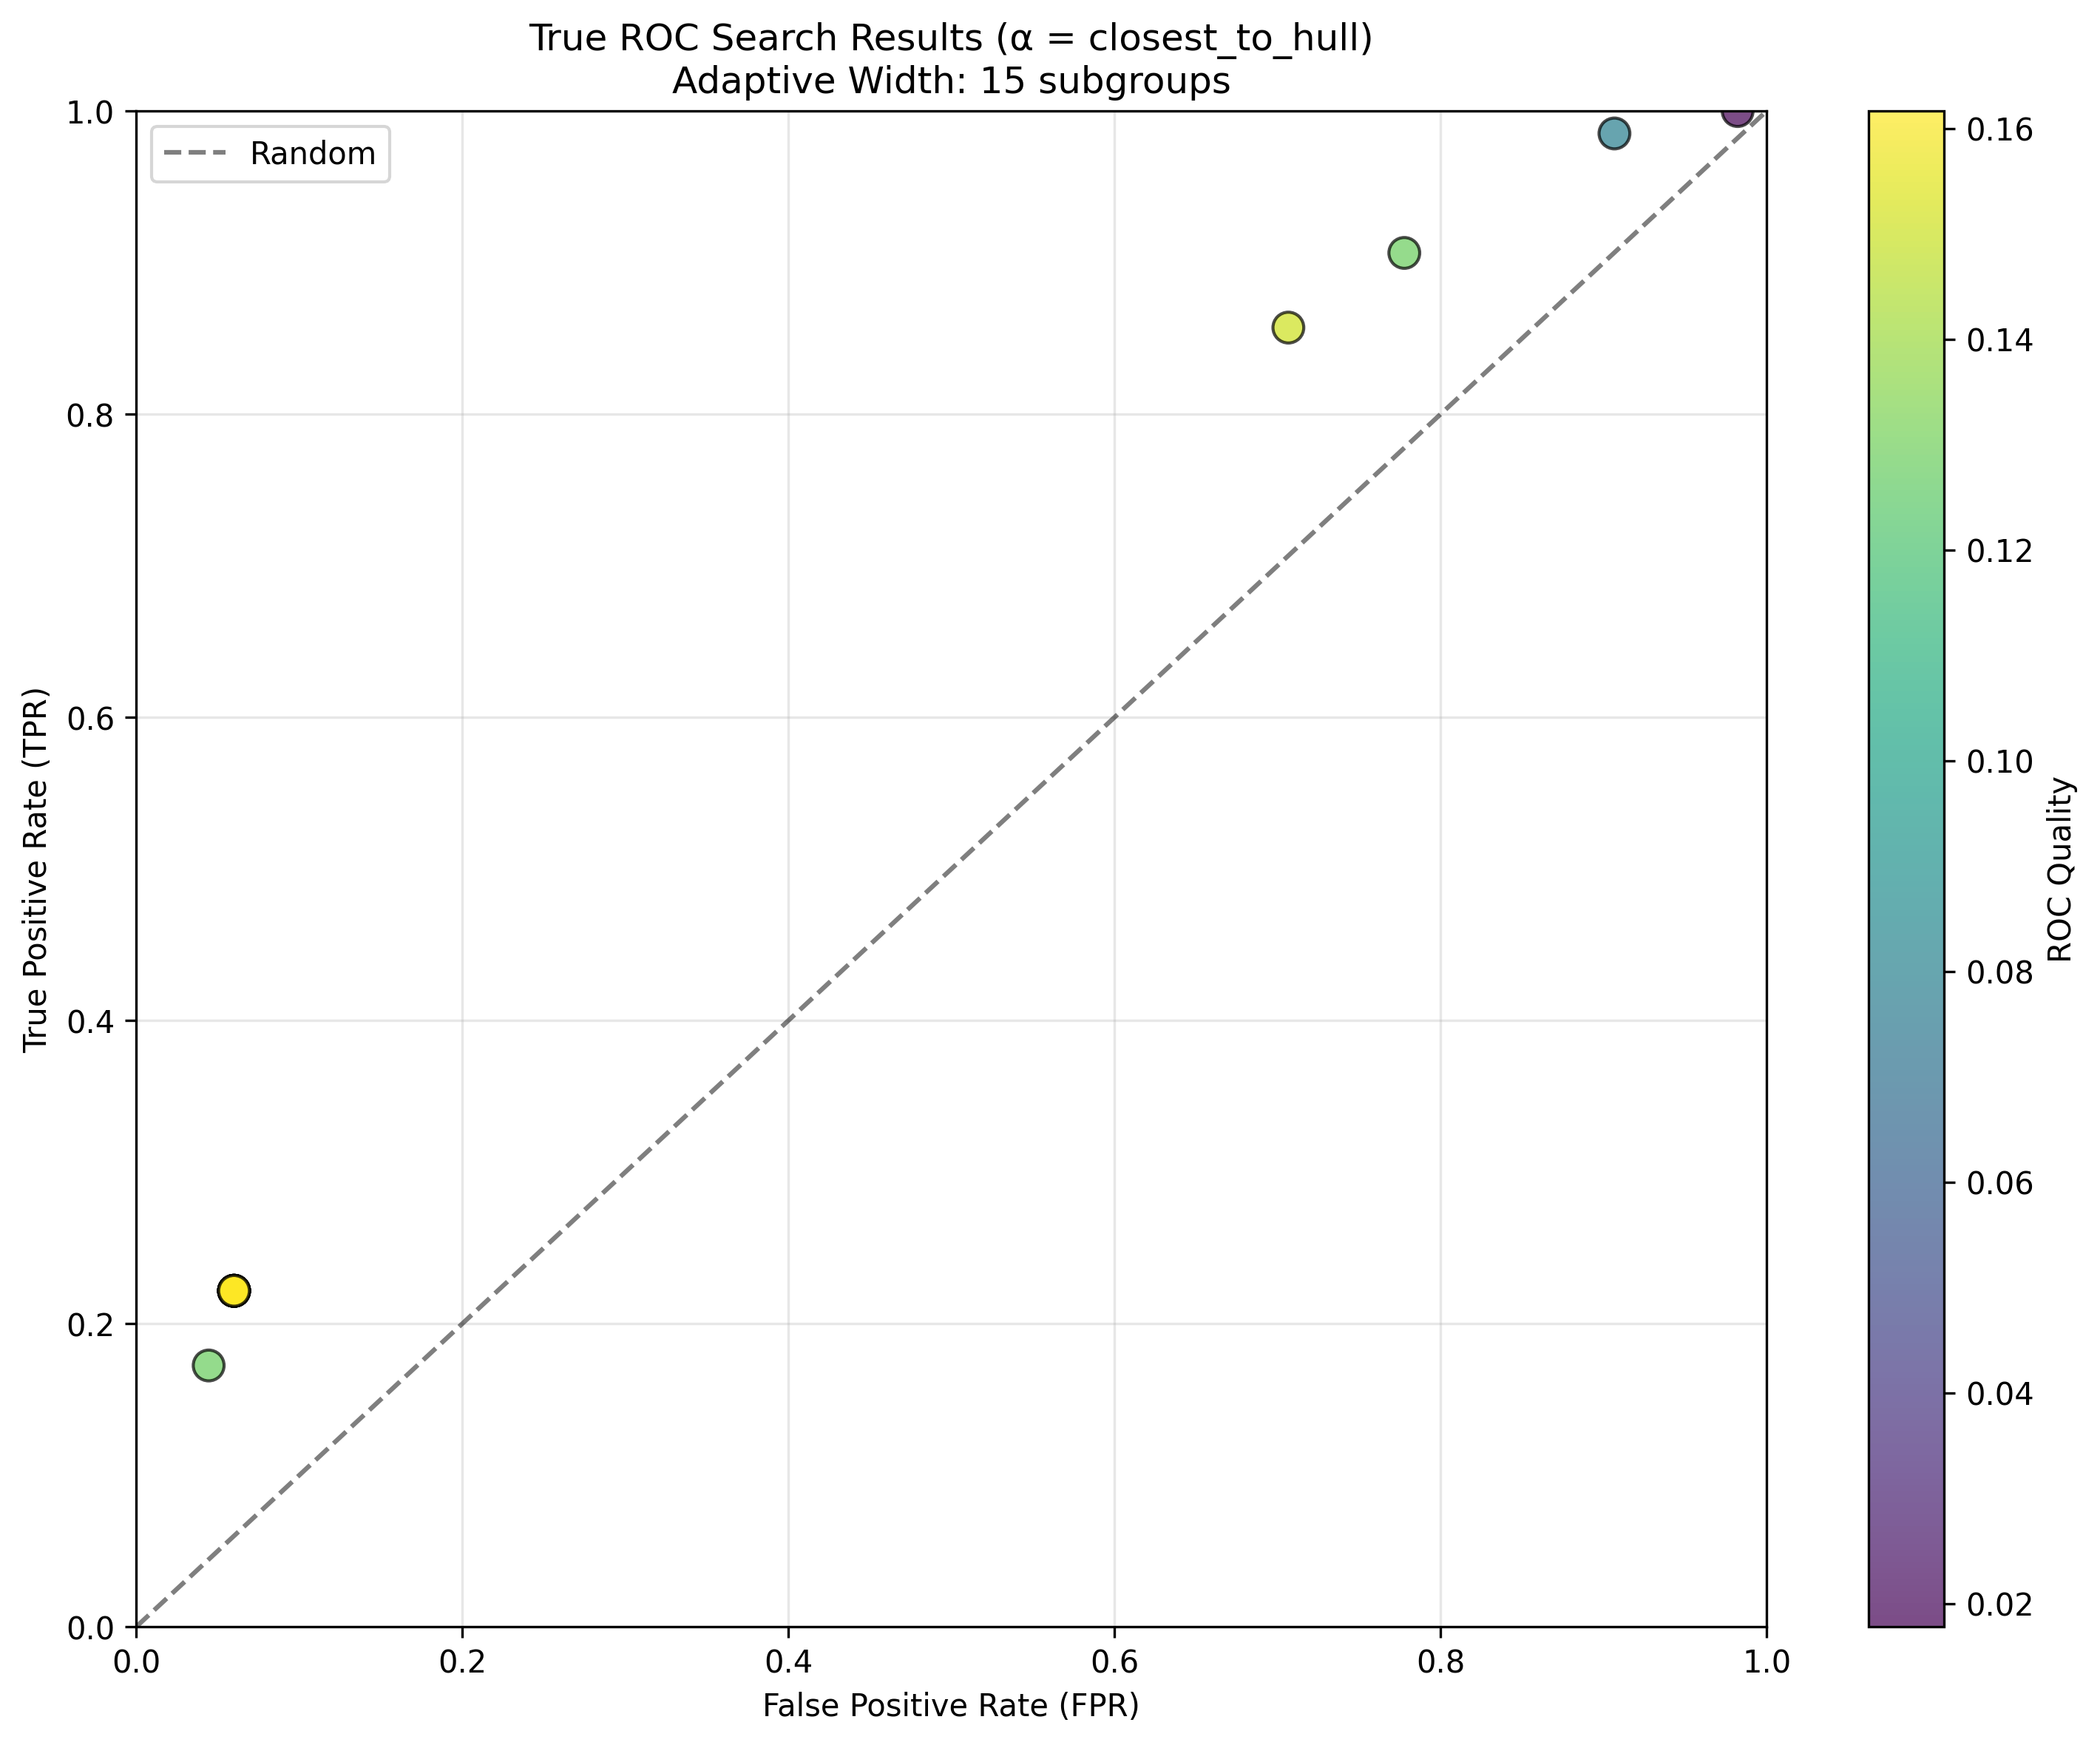 True ROC Search Results (α = closest_to_hull)
Adaptive Width: 15 subgroups
Random
1.0
0.8
0.6
0.4
0.2
0.0
True Positive Rate (TPR)
0.0 0.2 0.4 0.6 0.8 1.0
False Positive Rate (FPR)
0.16
0.14
0.12
0.10
0.08
0.06
0.04
0.02
ROC Quality